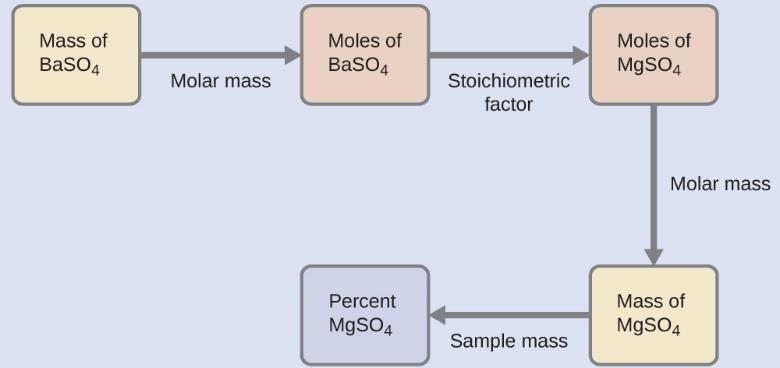 Mass of
BaSO₄
Molar mass
Moles of
BaSO₄
Stoichiometric
factor
Moles of
MgSO₄
Molar mass
Mass of
MgSO₄
Sample mass
Percent
MgSO₄